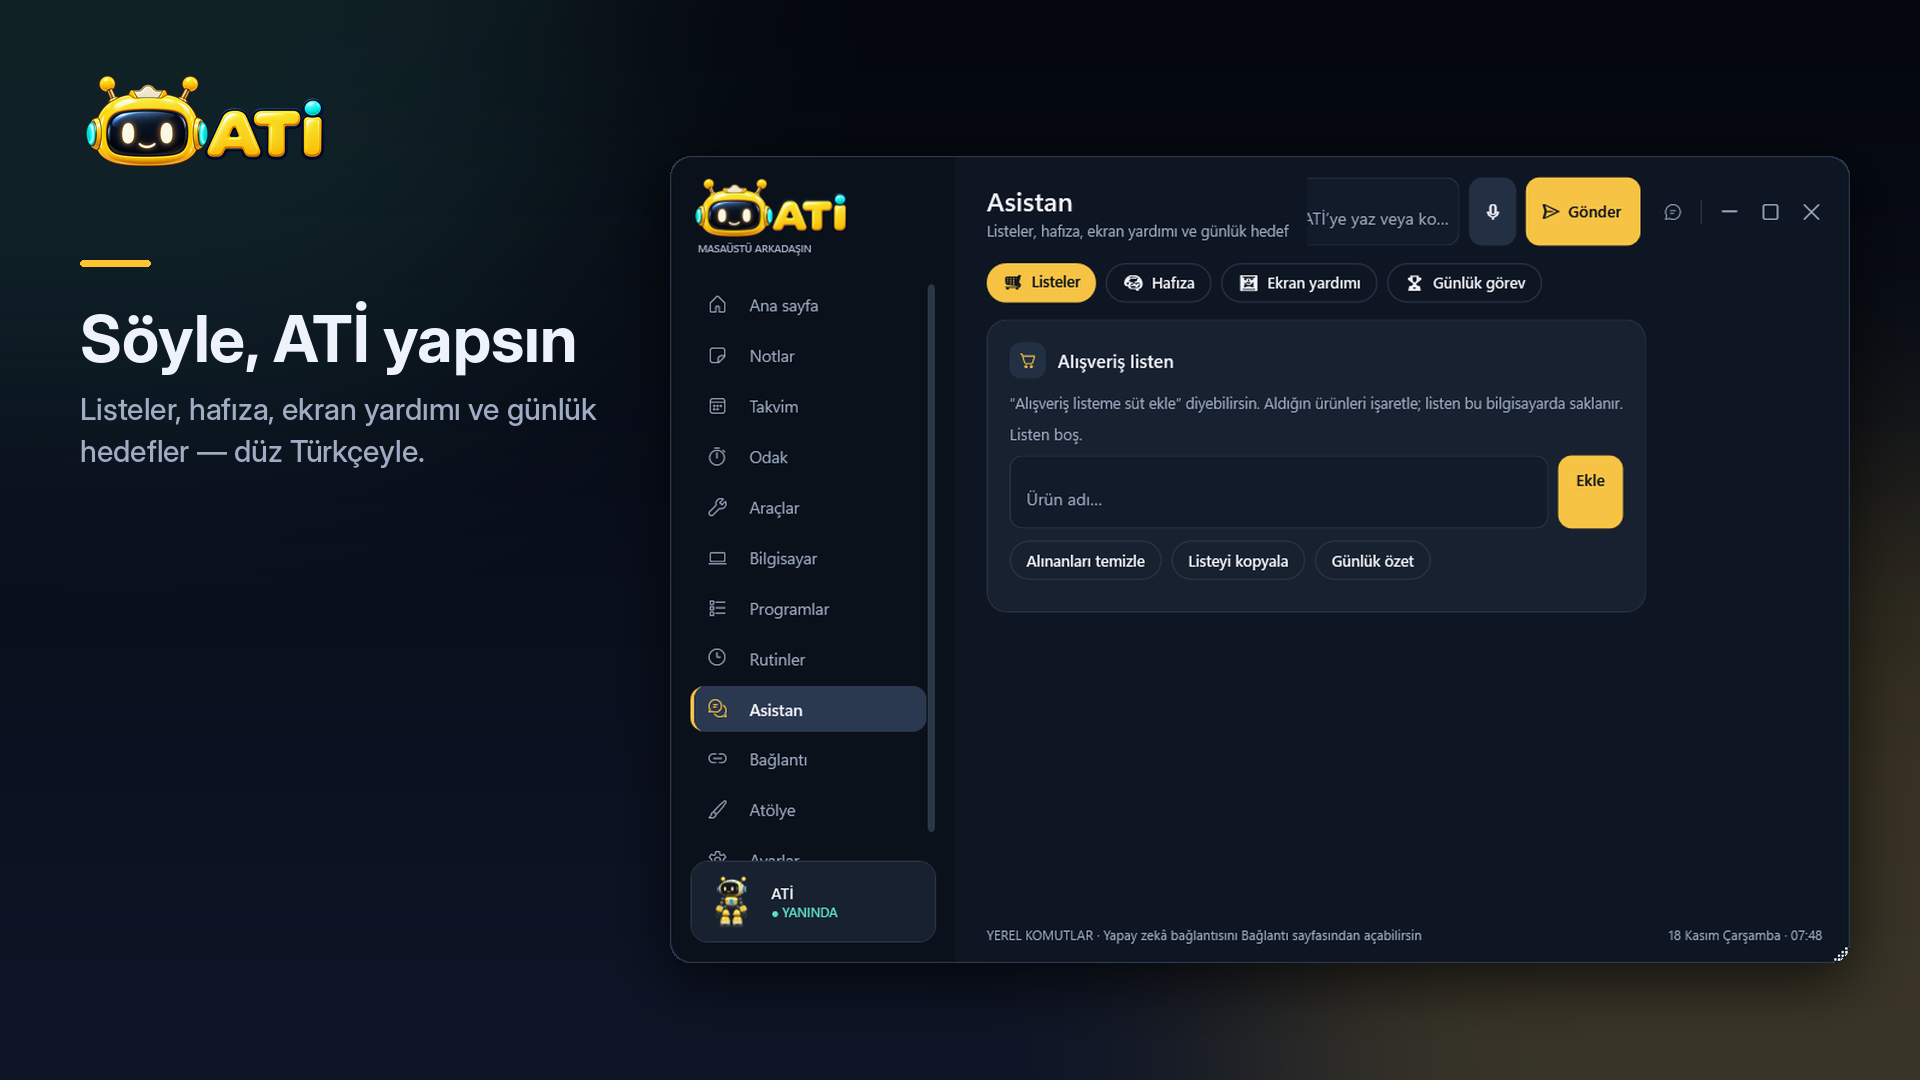 ATİ
Söyle, ATİ yapsın
Listeler, hafıza, ekran yardımı ve günlük
hedefler — düz Türkçeyle.
ATİ
MASAÜSTÜ ARKADAŞIN
Ana sayfa
Notlar
Takvim
Odak
Araçlar
Bilgisayar
Programlar
Rutinler
Asistan
Bağlantı
Atölye
Ayarlar
ATİ
● YANINDA
Asistan
Listeler, hafıza, ekran yardımı ve günlük hedef
ATİ'ye yaz veya ko...
Gönder
Listeler
Hafıza
Ekran yardımı
Günlük görev
Alışveriş listen
"Alışveriş listeme süt ekle" diyebilirsin. Aldığın ürünleri işaretle; listen bu bilgisayarda saklanır.
Listen boş.
Ürün adı...
Ekle
Alınanları temizle
Listeyi kopyala
Günlük özet
YEREL KOMUTLAR · Yapay zekâ bağlantısını Bağlantı sayfasından açabilirsin
18 Kasım Çarşamba · 07:48